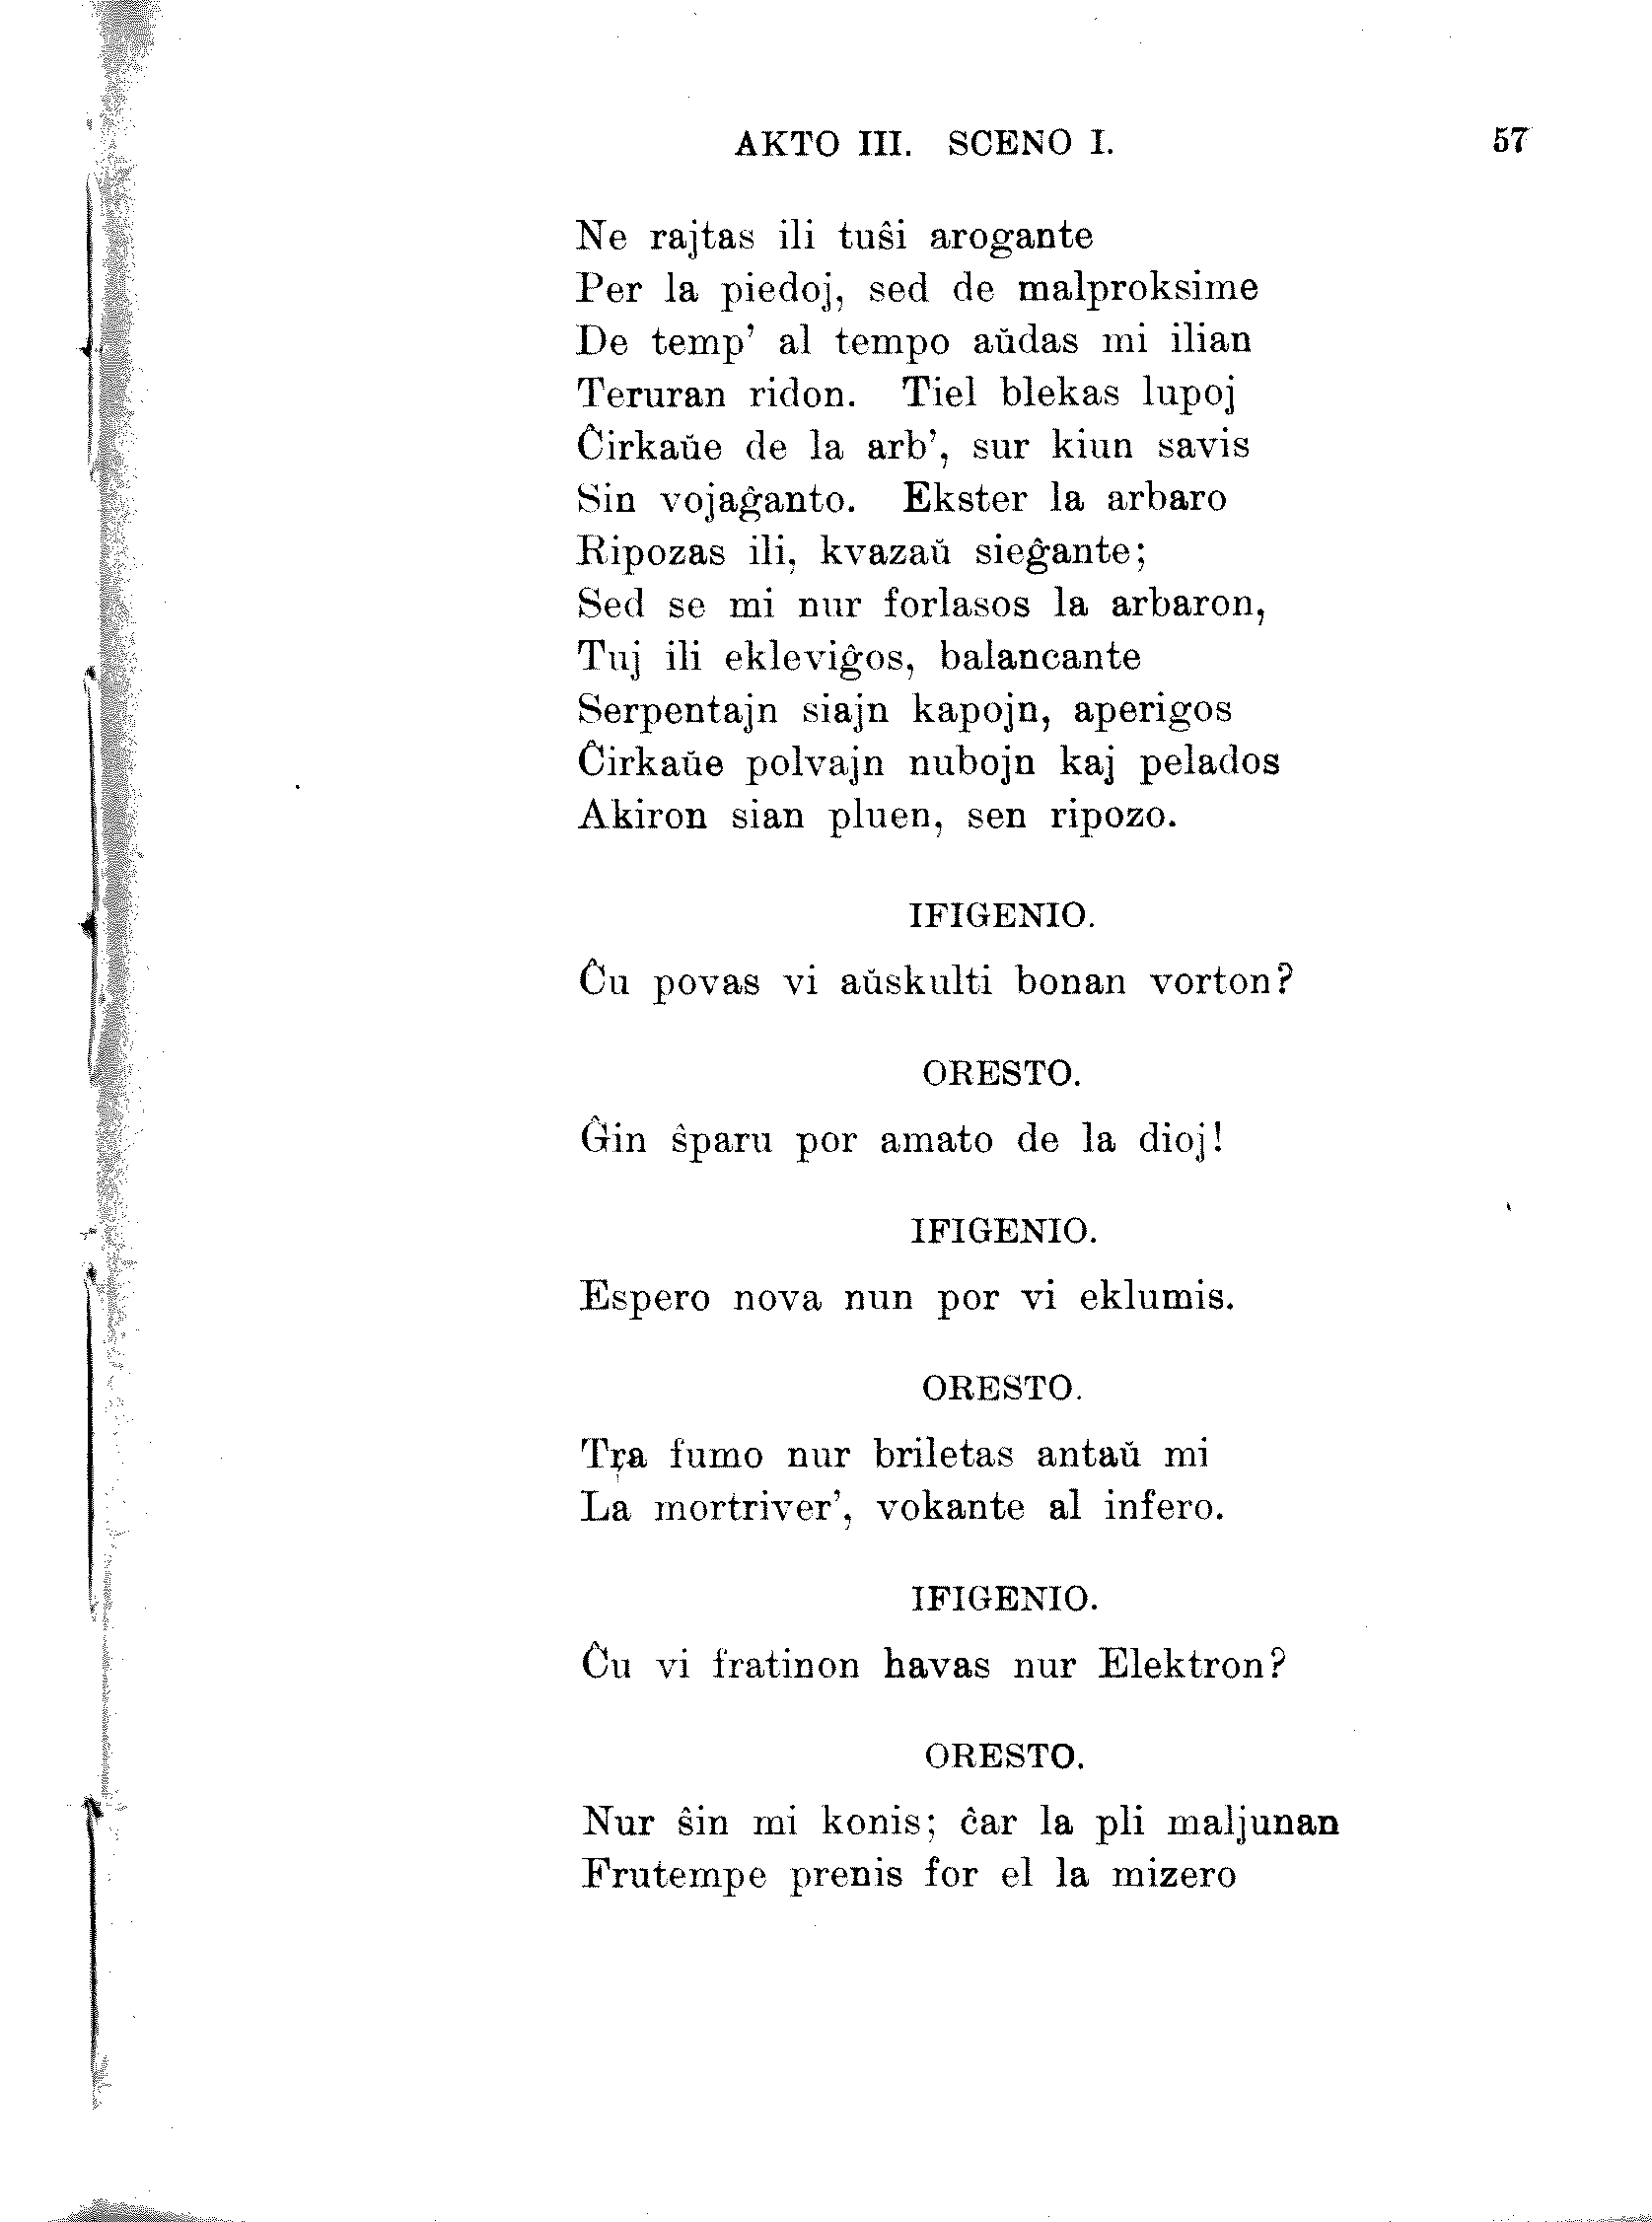 AKTO III. SCENO I. 57
Ne rajtas ili tuŝi arogante
Per la piedoj, sed de malproksime
De temp' al tempo aŭdas mi ilian
Teruran ridon. Tiel blekas lupoj
Ĉirkaŭe de la arb', sur kiun savis
Sin vojaĝanto. Ekster la arbaro
Ripozas ili, kvazaŭ sieĝante;
Sed se mi nur forlasos la arbaron,
Tuj ili ekleviĝos, balancante
Serpentajn siajn kapojn, aperigos
Ĉirkaŭe polvajn nubojn kaj pelados
Akiron sian pluen, sen ripozo.
IFIGENIO.
Ĉu povas vi aŭskulti bonan vorton?
ORESTO.
Ĝin ŝparu por amato de la dioj!
IFIGENIO.
Espero nova nun por vi eklumis.
ORESTO.
Tra fumo nur briletas antaŭ mi
La mortriver', vokante al infero.
IFIGENIO.
Ĉu vi fratinon havas nur Elektron?
ORESTO.
Nur ŝin mi konis; ĉar la pli maljunan
Frutempe prenis for el la mizero